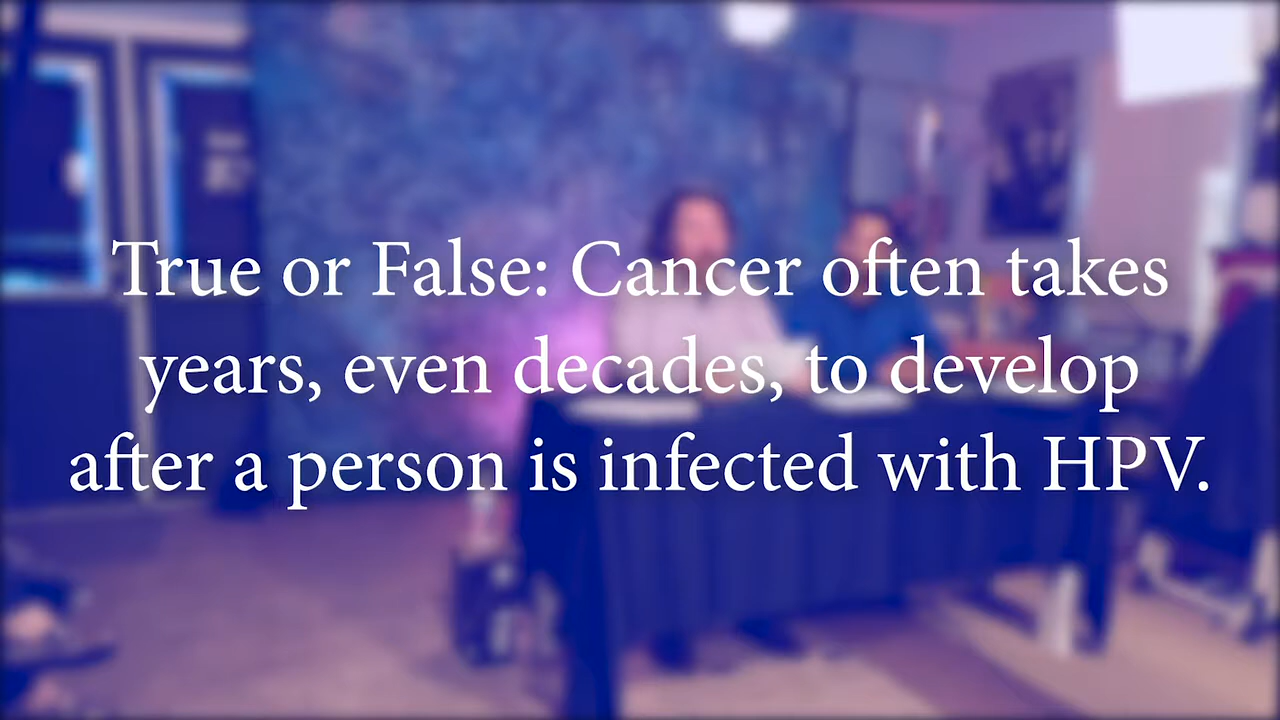 True or False: Cancer often takes
years, even decades, to develop
after a person is infected with HPV.